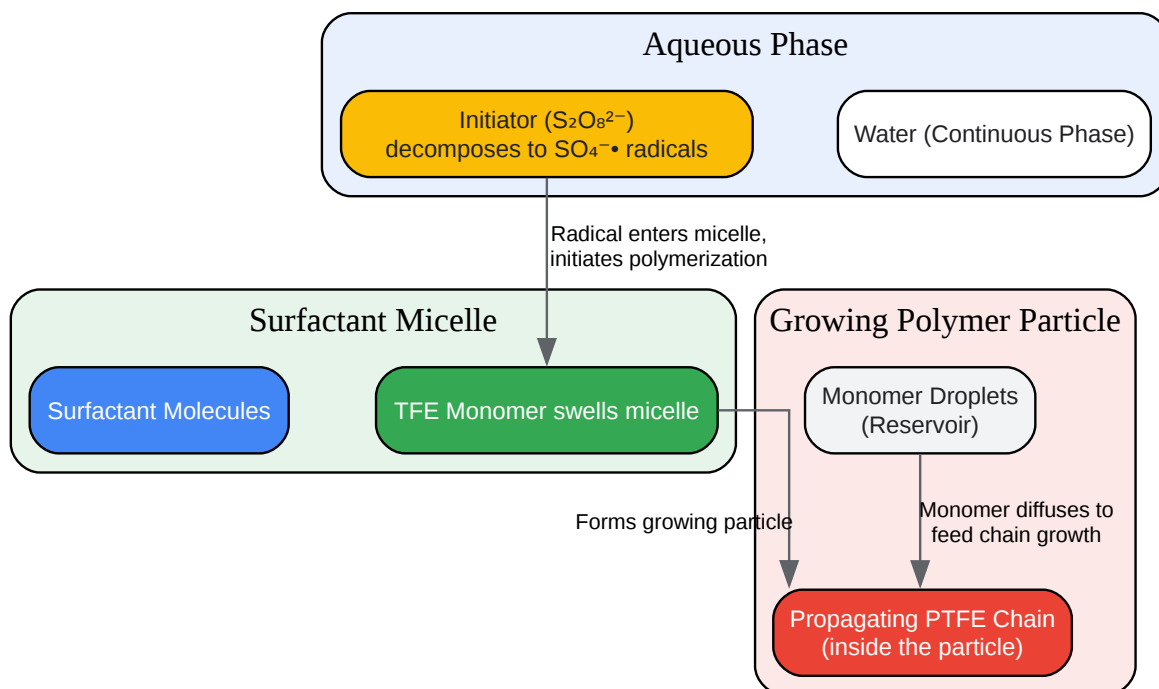 Aqueous Phase
Initiator (S₂O₈²⁻)
decomposes to SO₄⁻• radicals
Water (Continuous Phase)
Radical enters micelle,
initiates polymerization
Surfactant Micelle
Surfactant Molecules
TFE Monomer swells micelle
Growing Polymer Particle
Monomer Droplets
(Reservoir)
Forms growing particle
Monomer diffuses to
feed chain growth
Propagating PTFE Chain
(inside the particle)